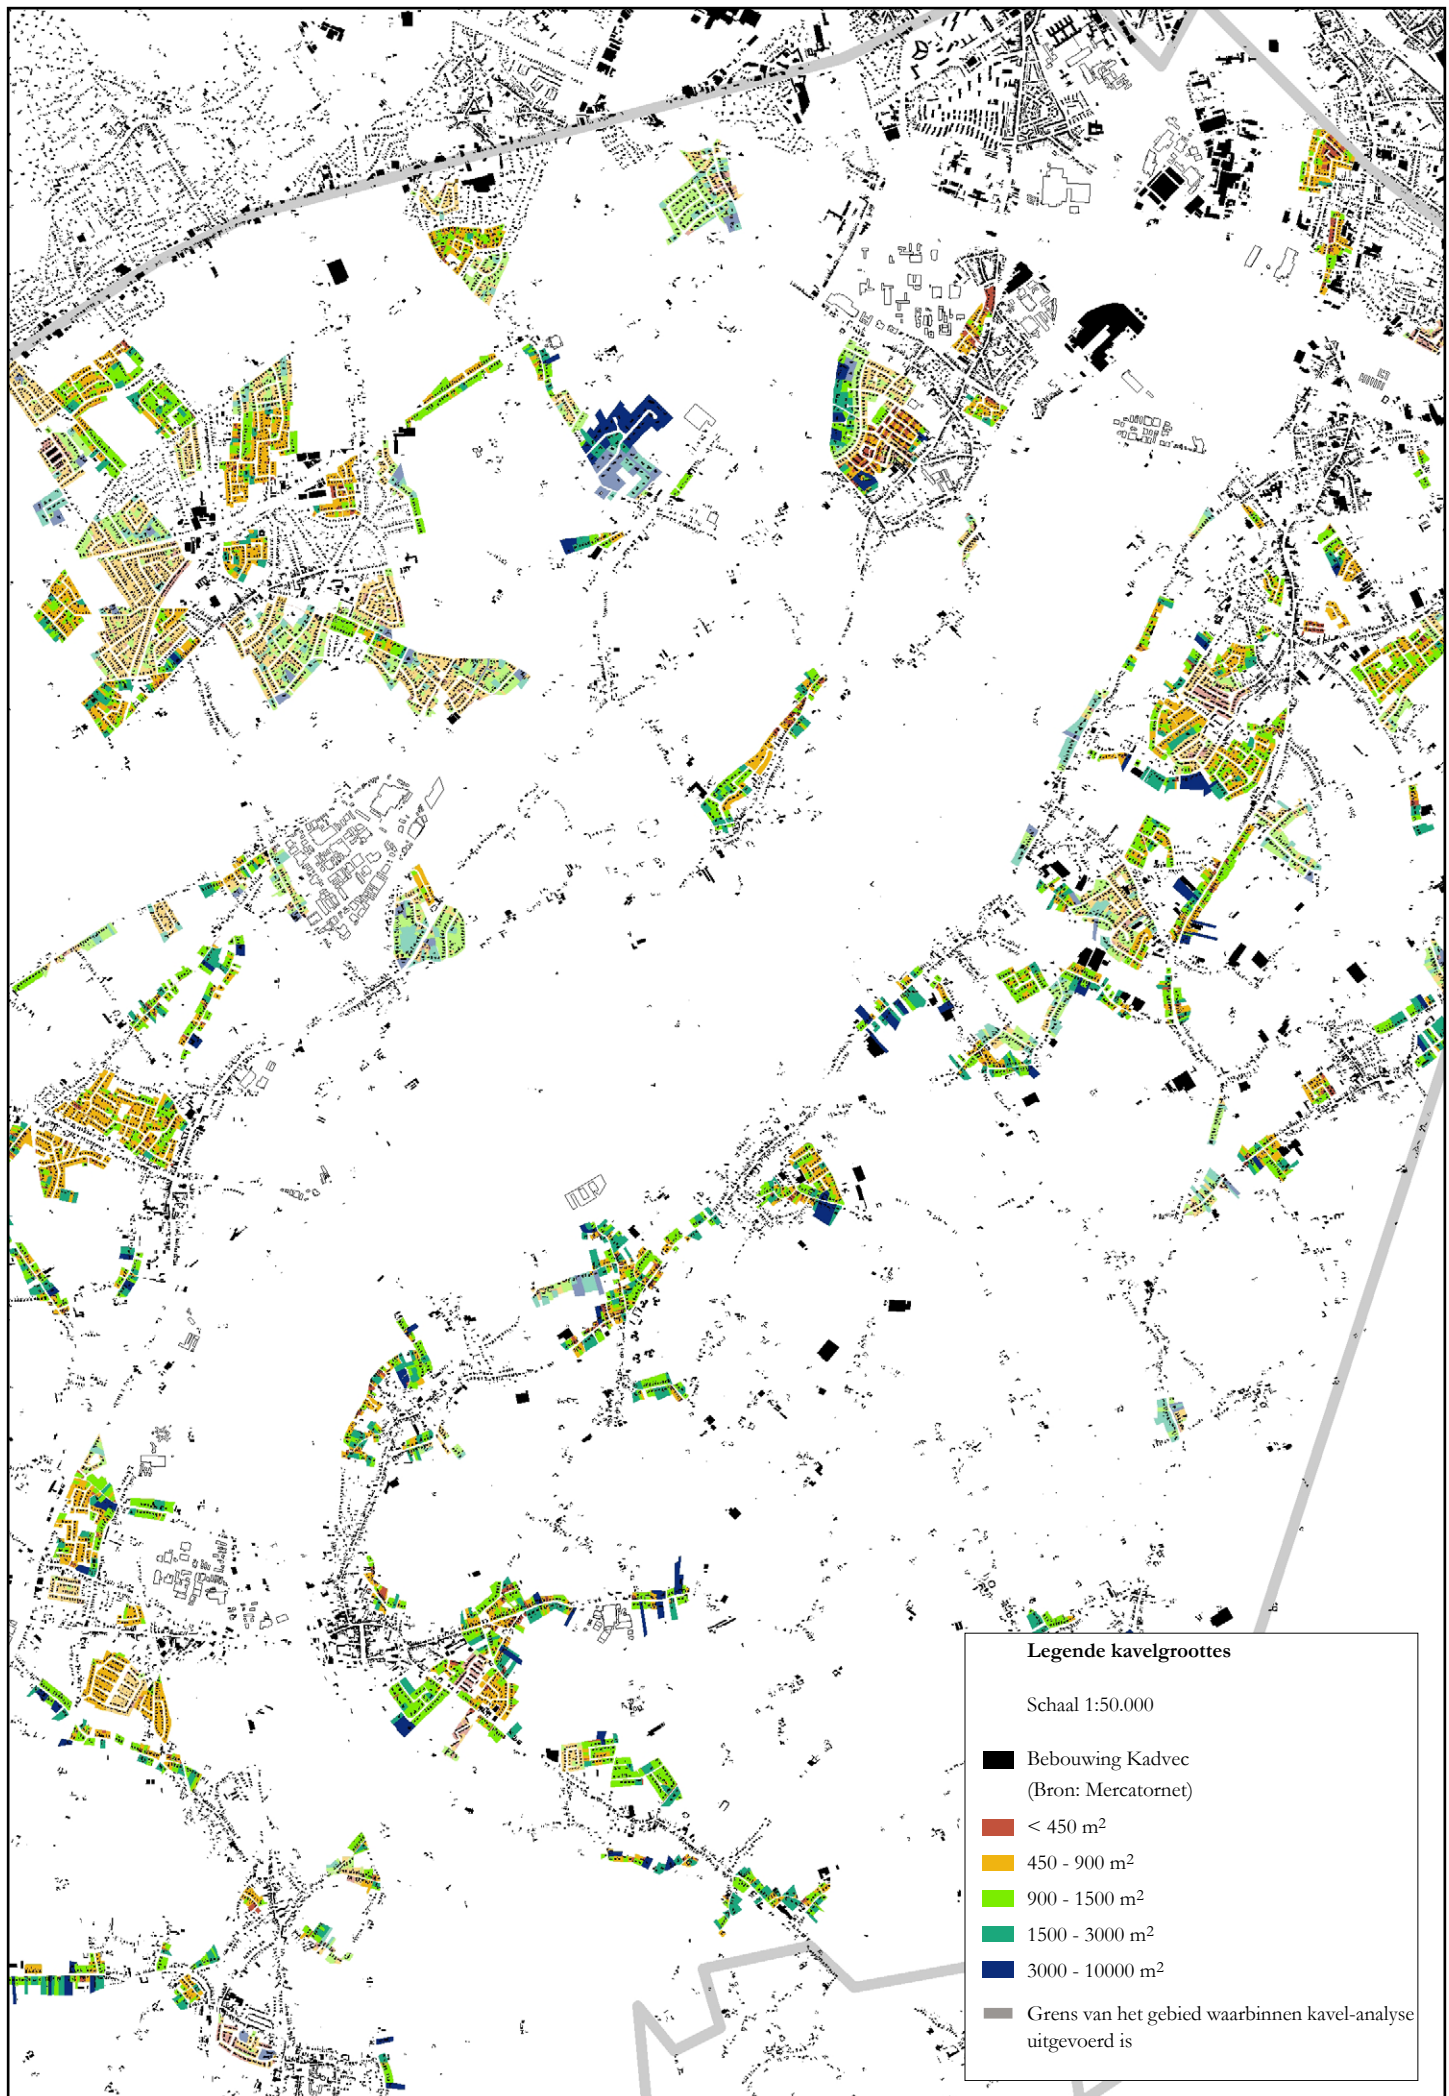 Legende kavelgroottes
Schaal 1:50.000
Bebouwing Kadvec
(Bron: Mercatornet)
< 450 m²
450 - 900 m²
900 - 1500 m²
1500 - 3000 m²
3000 - 10000 m²
Grens van het gebied waarbinnen kavel-analyse
uitgevoerd is